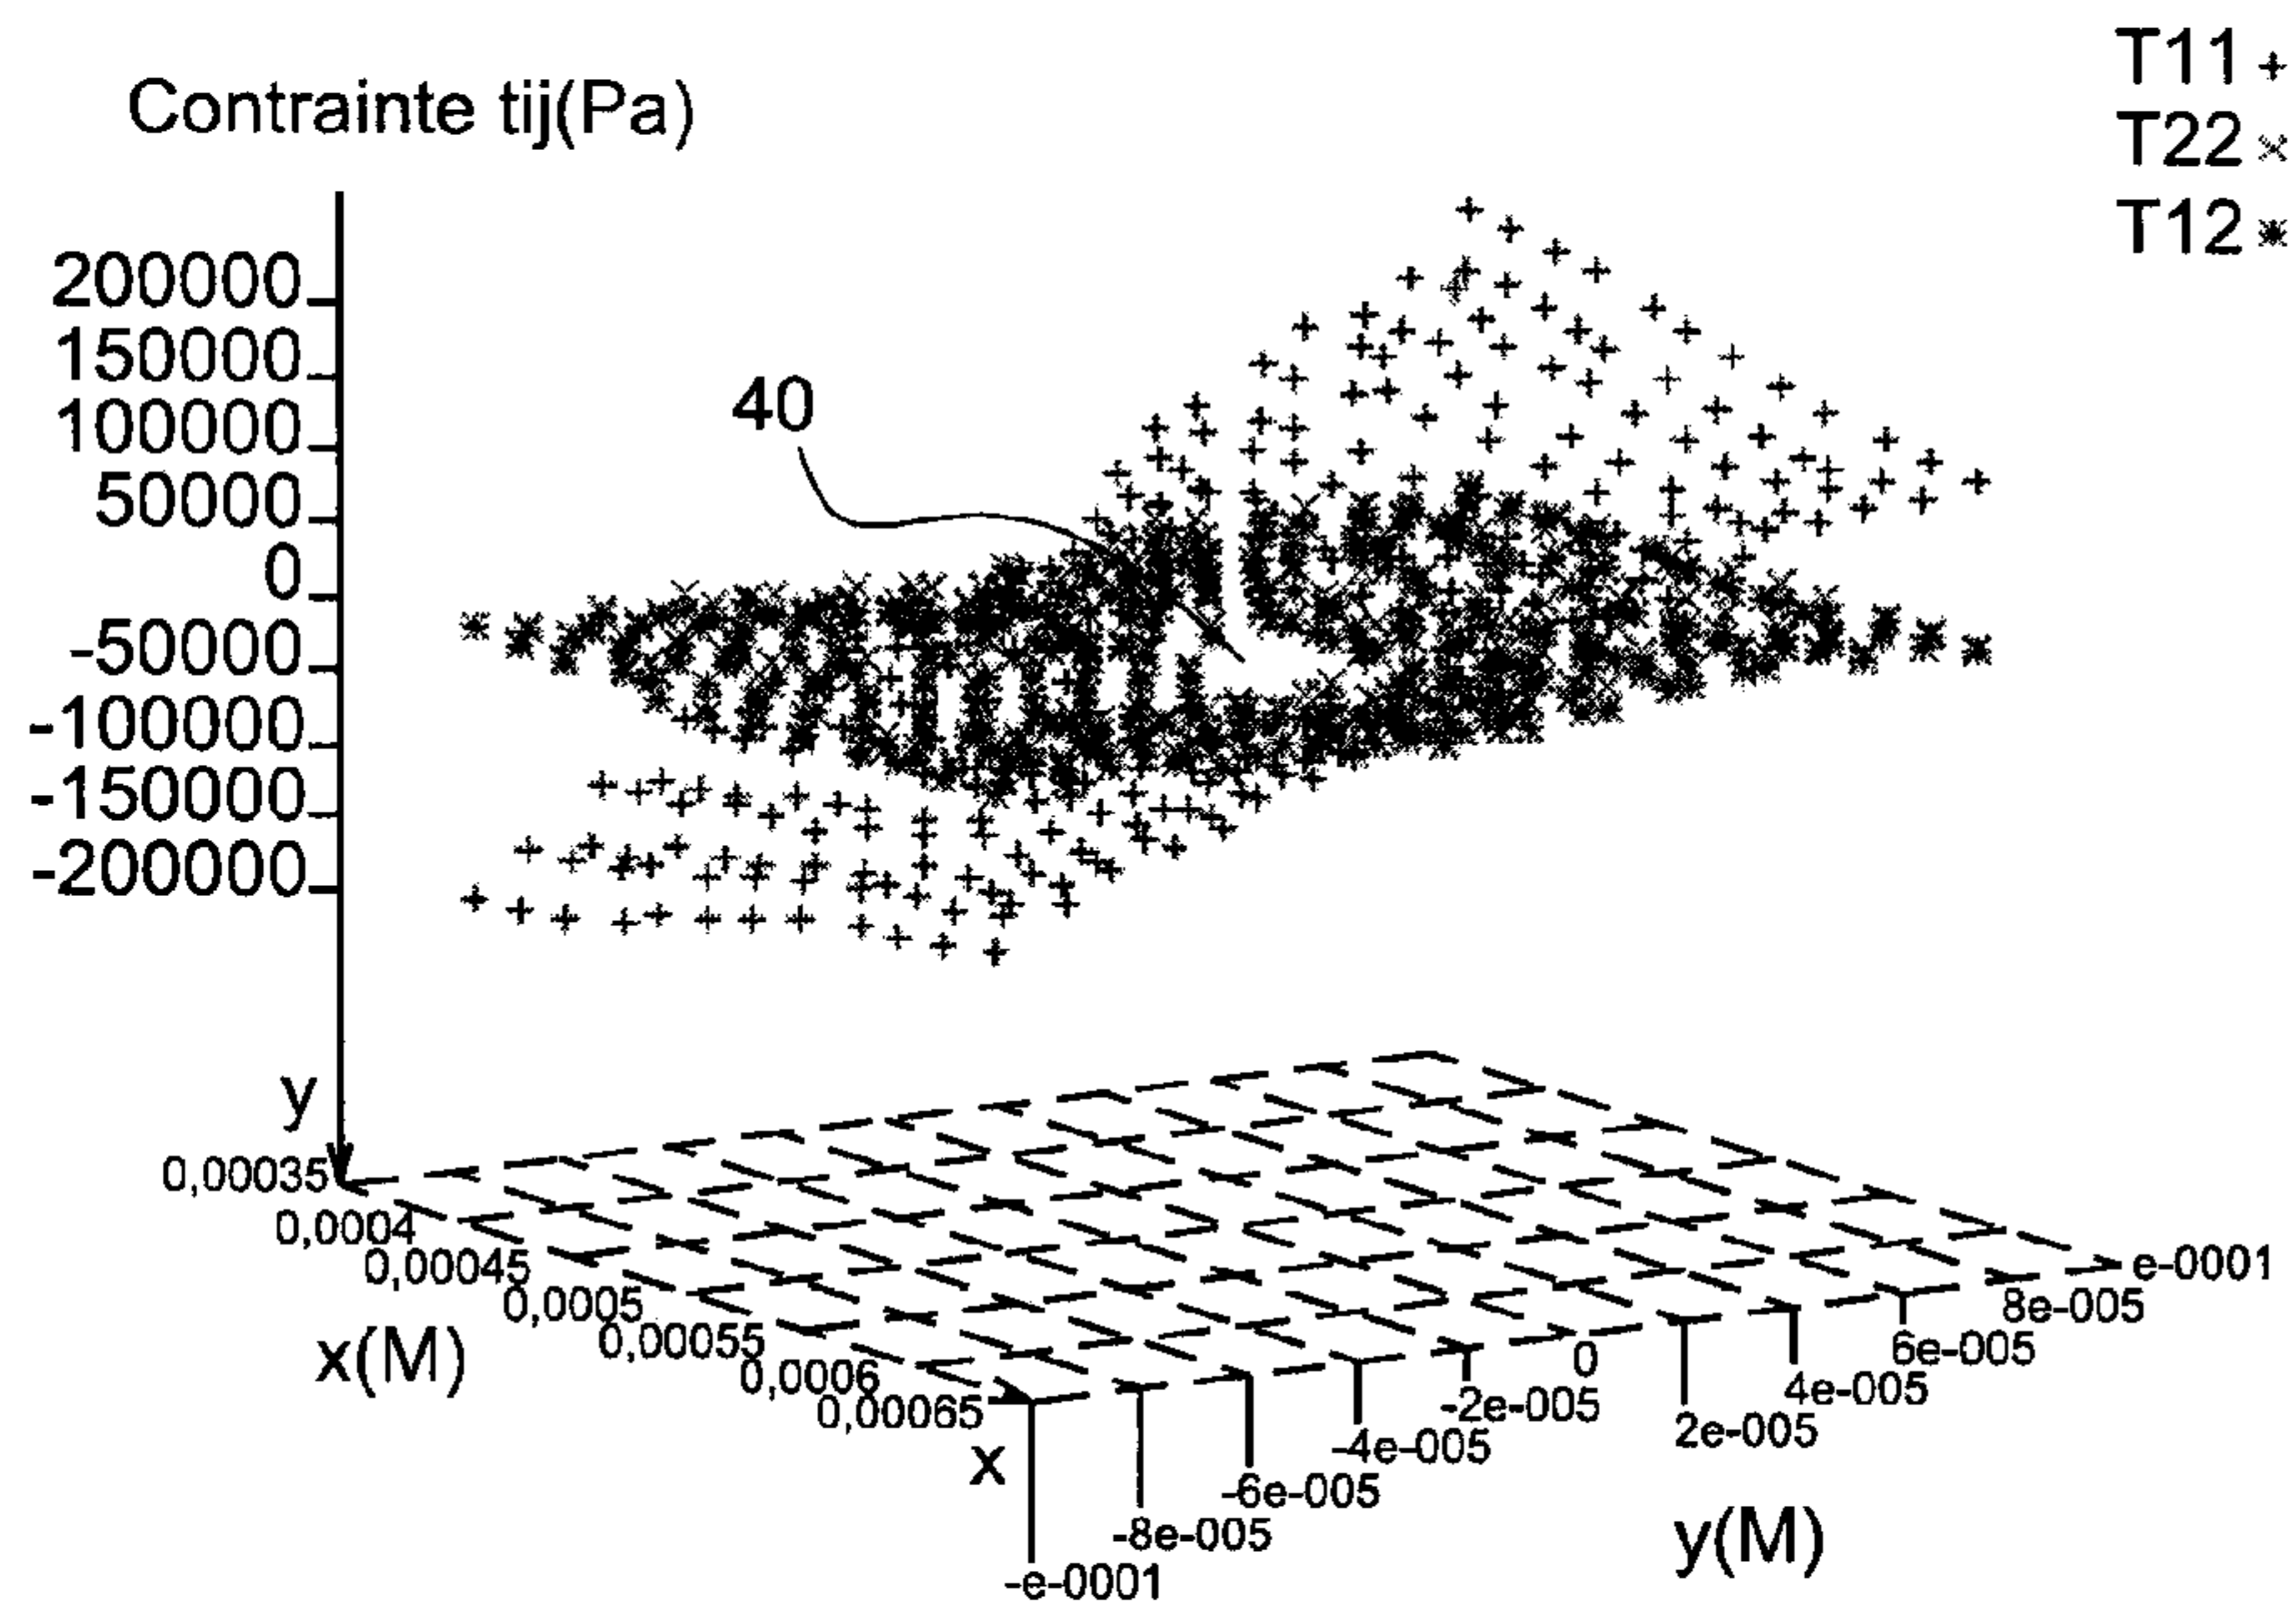 Contrainte tij(Pa)
T11
T22
T12
200000
150000
100000
50000
0
-50000
-100000
-150000
-200000
40
y
0,00035
0,0004
0,00045
0,0005
0,00055
0,0006
0,00065
x(M)
x
e-0001
8e-005
6e-005
4e-005
2e-005
0
-2e-005
-4e-005
-6e-005
-8e-005
-e-0001
y(M)